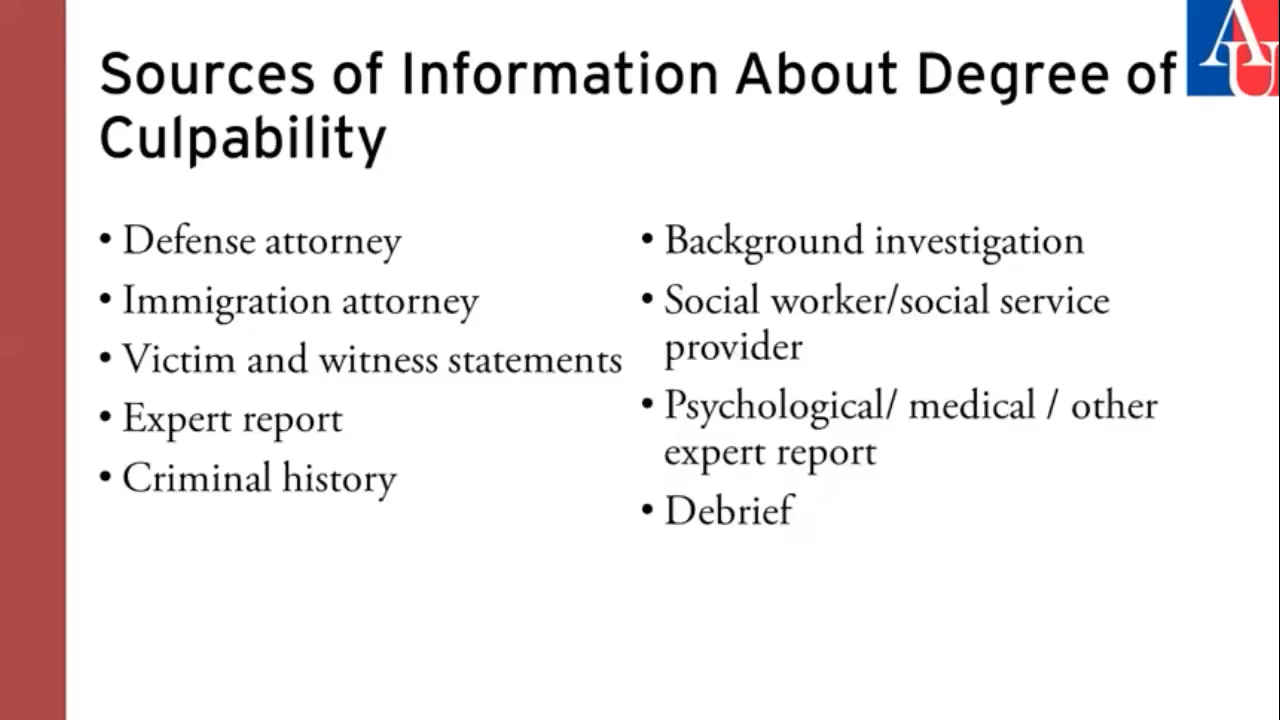 Sources of Information About Degree of
Culpability
• Defense attorney
• Immigration attorney
• Victim and witness statements
• Expert report
• Criminal history
• Background investigation
• Social worker/social service
provider
• Psychological/ medical / other
expert report
• Debrief
AU